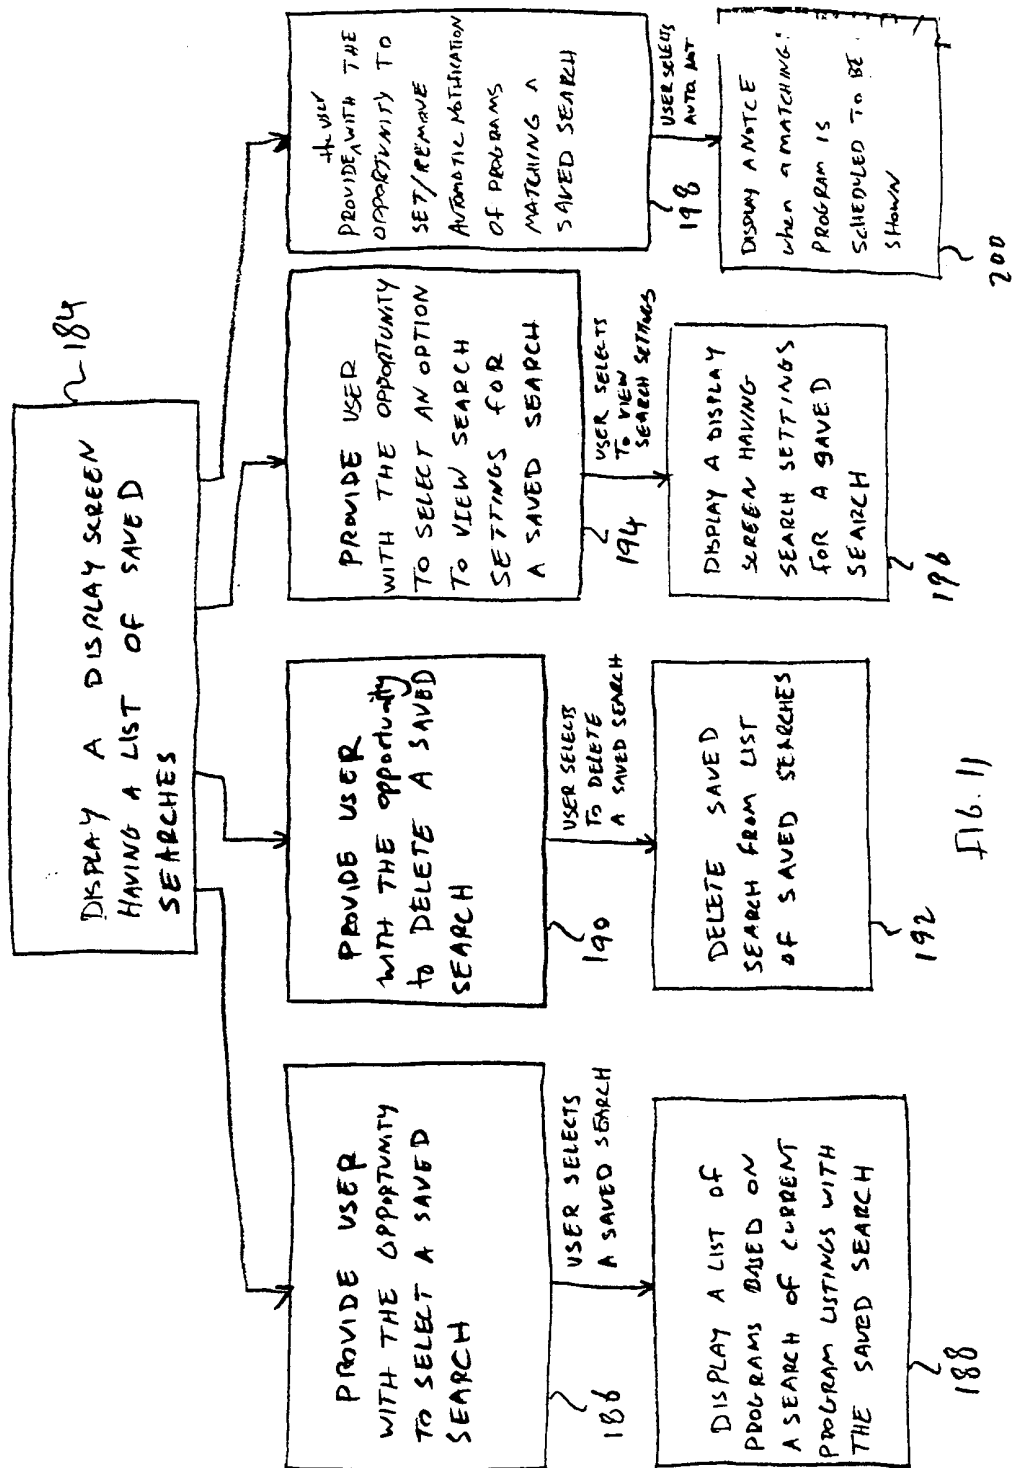 DISPLAY A DISPLAY SCREEN
HAVING A LIST OF SAVED
SEARCHES
184
PROVIDE USER
WITH THE OPPORTUNITY
TO SELECT A SAVED
SEARCH
186
USER SELECTS
A SAVED SEARCH
DISPLAY A LIST OF
PROGRAMS BASED ON
A SEARCH OF CURRENT
PROGRAM LISTINGS WITH
THE SAVED SEARCH
188
PROVIDE USER
WITH THE opportunity
to DELETE A SAVED
SEARCH
190
USER SELECTS
TO DELETE
A SAVED SEARCH
DELETE SAVED
SEARCH FROM LIST
OF SAVED SEARCHES
192
PROVIDE USER
WITH THE OPPORTUNITY
TO SELECT AN OPTION
TO VIEW SEARCH
SETTINGS FOR
A SAVED SEARCH
194
USER SELECTS
TO VIEW
SEARCH SETTINGS
DISPLAY A DISPLAY
SCREEN HAVING
SEARCH SETTINGS
FOR A SAVED
SEARCH
196
the user
PROVIDE WITH THE
OPPORTUNITY TO
SET/REMOVE
AUTOMATIC NOTIFICATION
OF PROGRAMS
MATCHING A
SAVED SEARCH
198
USER SELECTS
AUTO NOT
DISPLAY A NOTCE
when a MATCHING
PROGRAM IS
SCHEDULED TO BE
SHOWN
200
FIG. 11